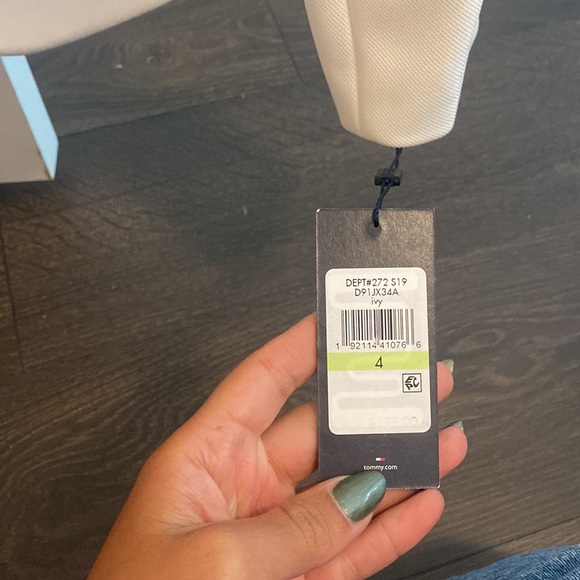 DEPT#272 S19
D91JX34A
ivy
1 92114 41076 6
4
tommy.com